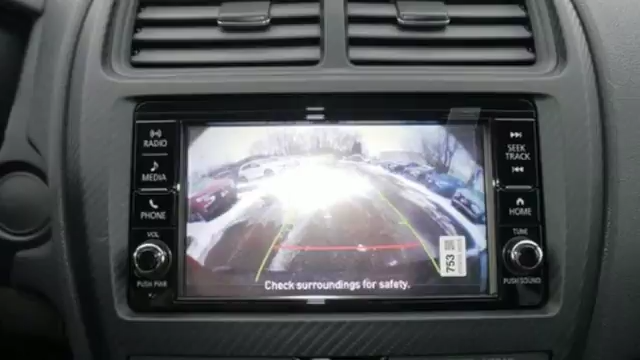 RADIO
MEDIA
PHONE
VOL
PUSH PWR
SEEK
TRACK
HOME
TUNE
PUSH SOUND
753
Check surroundings for safety.